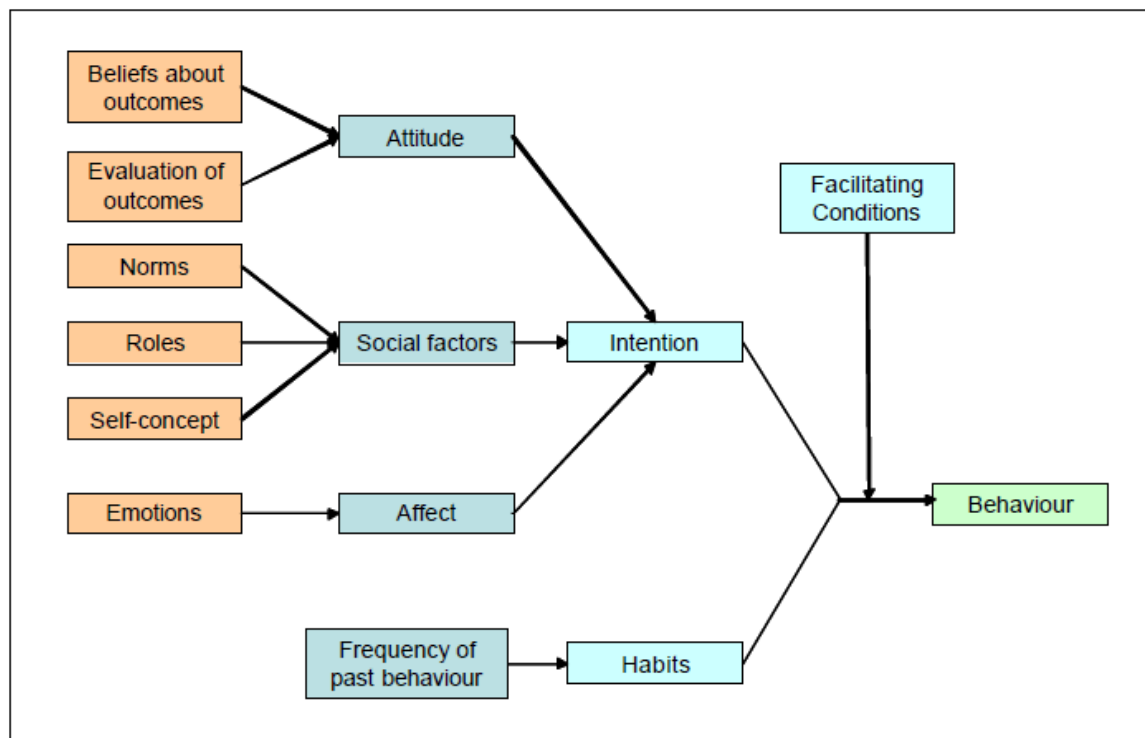 Beliefs about
outcomes
Attitude
Evaluation of
outcomes
Facilitating
Conditions
Norms
Roles
Social factors
Intention
Self-concept
Emotions
Affect
Behaviour
Frequency of
past behaviour
Habits